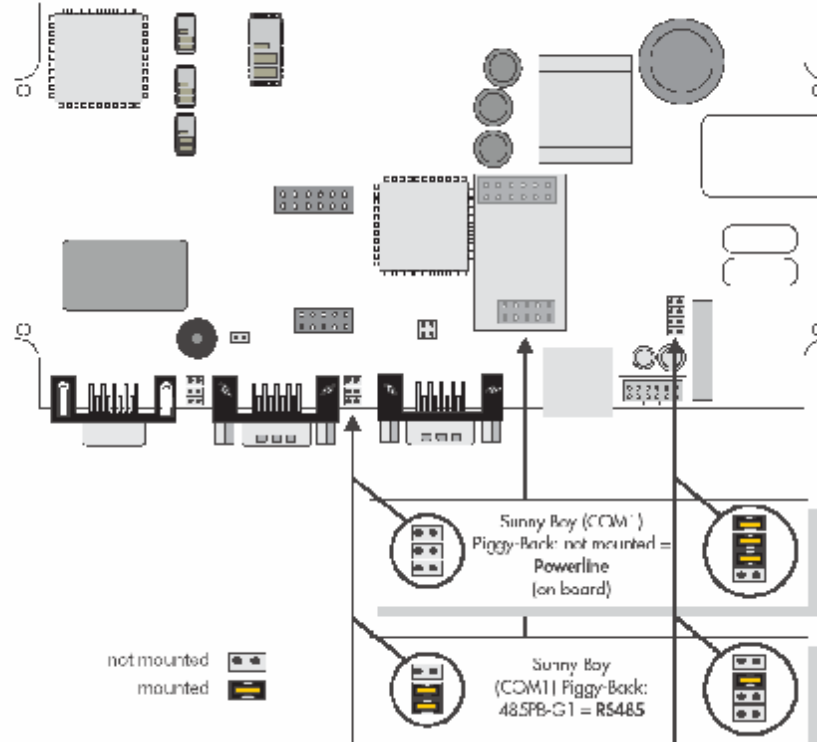 Sunny Boy (COM1)
Piggy-Back: not mounted =
Powerline
(on board)
not mounted
mounted
Sunny Boy
(COM1) Piggy-Back:
485PB-G1 = RS485